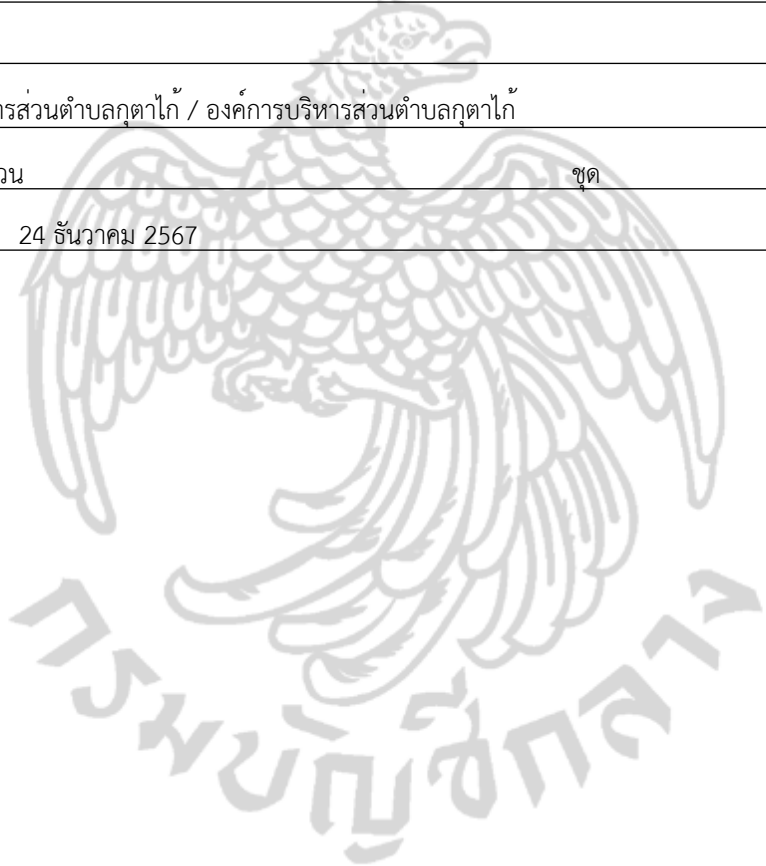 ารส่วนตำบลกุตาไก้ / องค์การบริหารส่วนตำบลกุตาไก้
วน ชุด
24 ธันวาคม 2567
กรมบัญชีกลาง